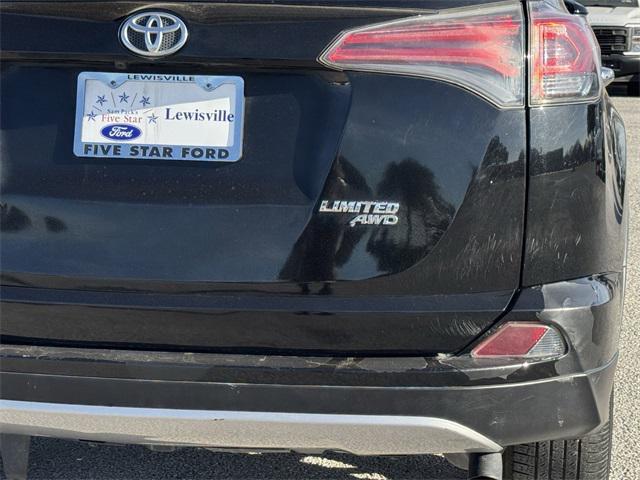 LEWISVILLE
Sam Pack's
Five Star
Ford
Lewisville
FIVE STAR FORD
LIMITED
AWD